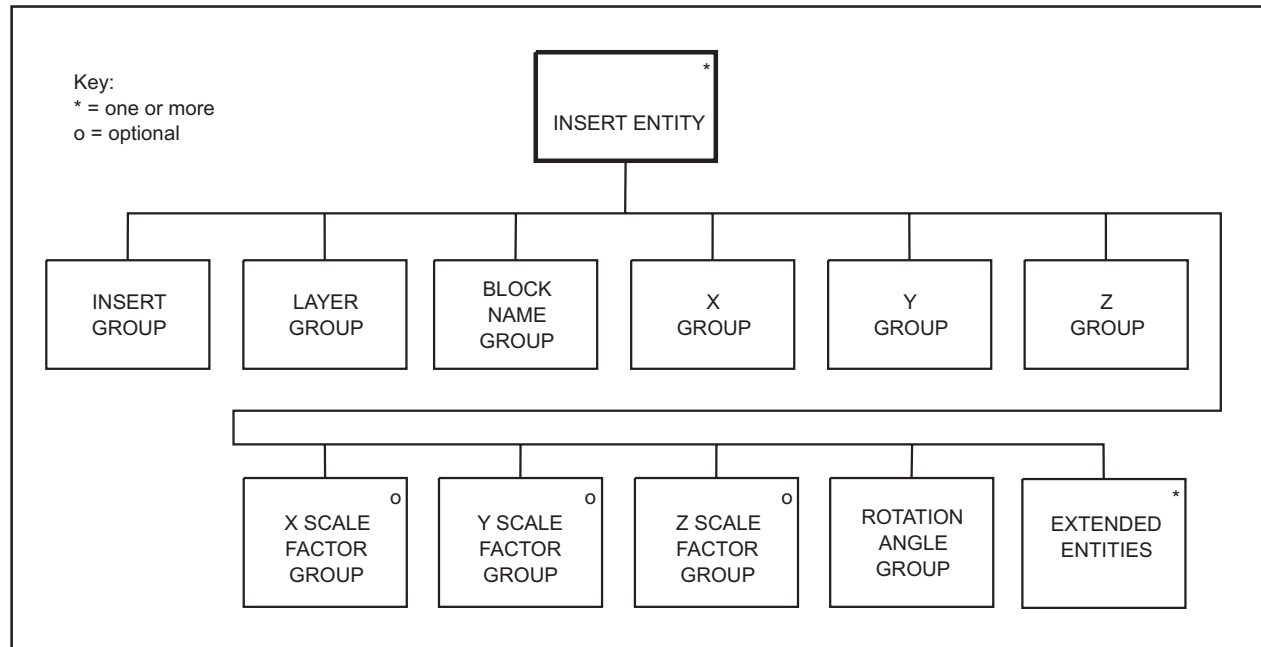 Key:
* = one or more
o = optional
*
INSERT ENTITY
INSERT
GROUP
LAYER
GROUP
BLOCK
NAME
GROUP
X
GROUP
Y
GROUP
Z
GROUP
o
X SCALE
FACTOR
GROUP
o
Y SCALE
FACTOR
GROUP
o
Z SCALE
FACTOR
GROUP
ROTATION
ANGLE
GROUP
*
EXTENDED
ENTITIES